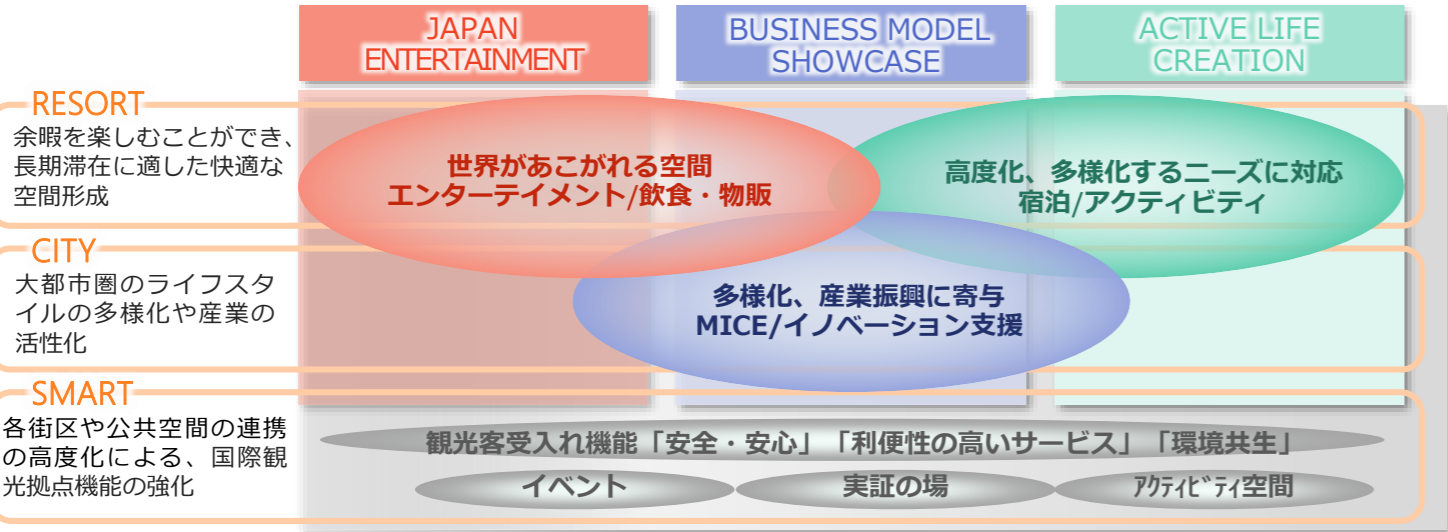 JAPAN
ENTERTAINMENT
BUSINESS MODEL
SHOWCASE
ACTIVE LIFE
CREATION
RESORT
余暇を楽しむことができ、
長期滞在に適した快適な
空間形成
世界があこがれる空間
エンターテイメント/飲食・物販
高度化、多様化するニーズに対応
宿泊/アクティビティ
CITY
大都市圏のライフスタ
イルの多様化や産業の
活性化
多様化、産業振興に寄与
MICE/イノベーション支援
SMART
各街区や公共空間の連携
の高度化による、国際観
光拠点機能の強化
観光客受入れ機能「安全・安心」「利便性の高いサービス」「環境共生」
イベント
実証の場
ｱｸﾃｨﾋﾞﾃｨ空間